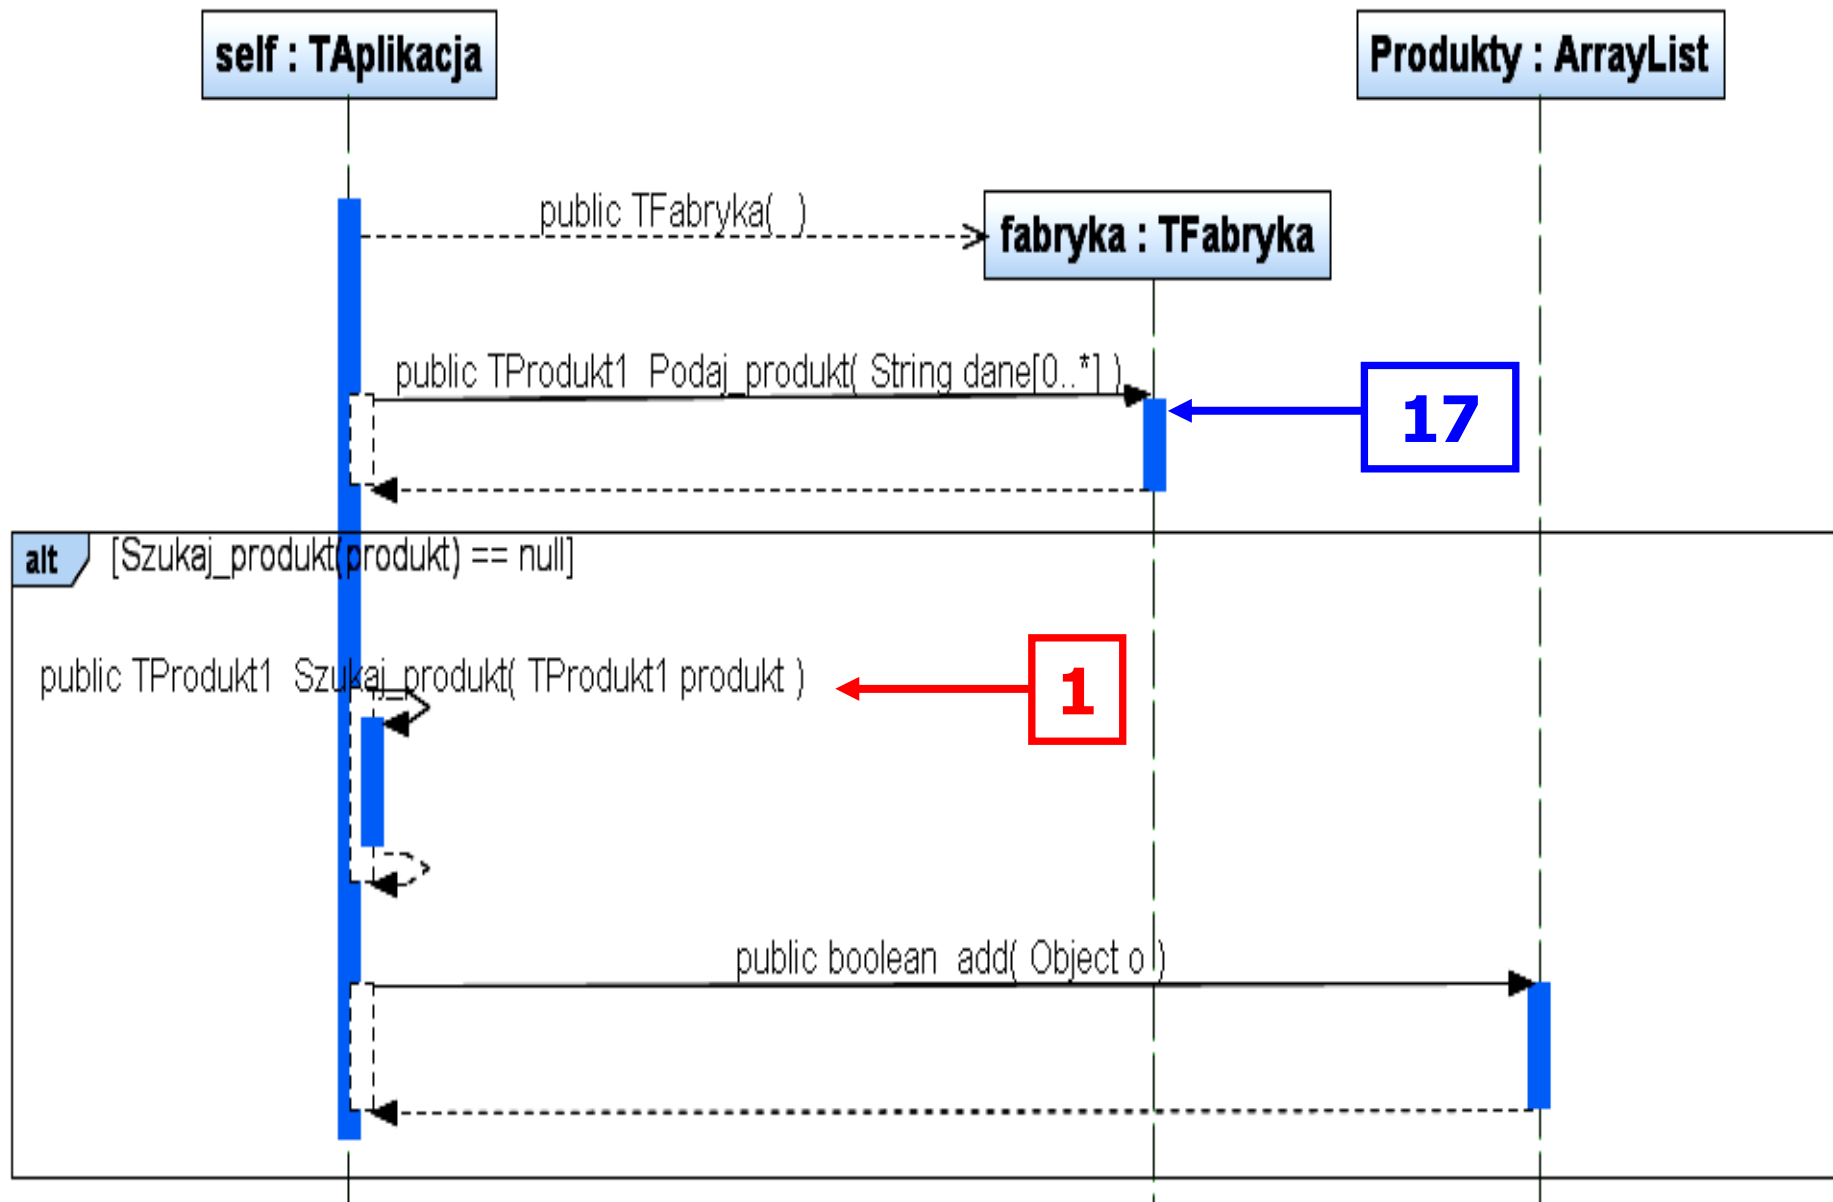 self : TAplikacja
Produkty : ArrayList
public TFabryka(  )
fabryka : TFabryka
public TProdukt1  Podaj_produkt( String dane[0..*] )
17
alt [Szukaj_produkt(produkt) == null]
public TProdukt1  Szukaj_produkt( TProdukt1 produkt )
1
public boolean  add( Object o )